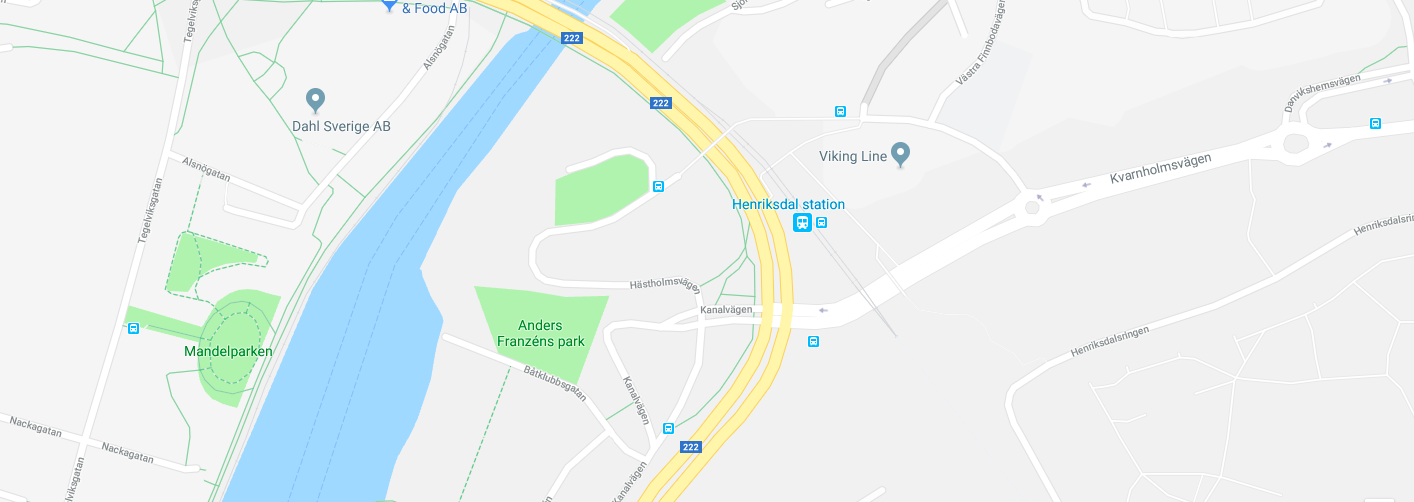 & Food AB
Tegelviksgatan
Alsnögatan
222
222
Dahl Sverige AB
Västra Finnbodavägen
Danvikshemsvägen
Viking Line
Kvarnholmsvägen
Alsnögatan
Tegelviksgatan
Henriksdal station
Hästholmsvägen
Kanalvägen
Anders
Franzéns park
Mandelparken
Henriksdalsringen
Båtklubbsgatan
Kanalvägen
Nackagatan
Nackagatan
222
Kanalvägen